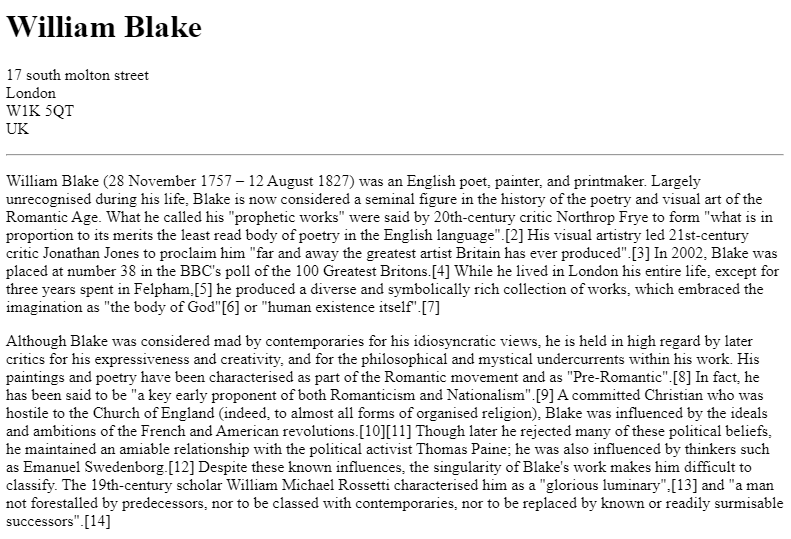 William Blake
17 south molton street
London
W1K 5QT
UK
William Blake (28 November 1757 – 12 August 1827) was an English poet, painter, and printmaker. Largely
unrecognised during his life, Blake is now considered a seminal figure in the history of the poetry and visual art of the
Romantic Age. What he called his "prophetic works" were said by 20th-century critic Northrop Frye to form "what is in
proportion to its merits the least read body of poetry in the English language".[2] His visual artistry led 21st-century
critic Jonathan Jones to proclaim him "far and away the greatest artist Britain has ever produced".[3] In 2002, Blake was
placed at number 38 in the BBC's poll of the 100 Greatest Britons.[4] While he lived in London his entire life, except for
three years spent in Felpham,[5] he produced a diverse and symbolically rich collection of works, which embraced the
imagination as "the body of God"[6] or "human existence itself".[7]
Although Blake was considered mad by contemporaries for his idiosyncratic views, he is held in high regard by later
critics for his expressiveness and creativity, and for the philosophical and mystical undercurrents within his work. His
paintings and poetry have been characterised as part of the Romantic movement and as "Pre-Romantic".[8] In fact, he
has been said to be "a key early proponent of both Romanticism and Nationalism".[9] A committed Christian who was
hostile to the Church of England (indeed, to almost all forms of organised religion), Blake was influenced by the ideals
and ambitions of the French and American revolutions.[10][11] Though later he rejected many of these political beliefs,
he maintained an amiable relationship with the political activist Thomas Paine; he was also influenced by thinkers such
as Emanuel Swedenborg.[12] Despite these known influences, the singularity of Blake's work makes him difficult to
classify. The 19th-century scholar William Michael Rossetti characterised him as a "glorious luminary",[13] and "a man
not forestalled by predecessors, nor to be classed with contemporaries, nor to be replaced by known or readily surmisable
successors".[14]